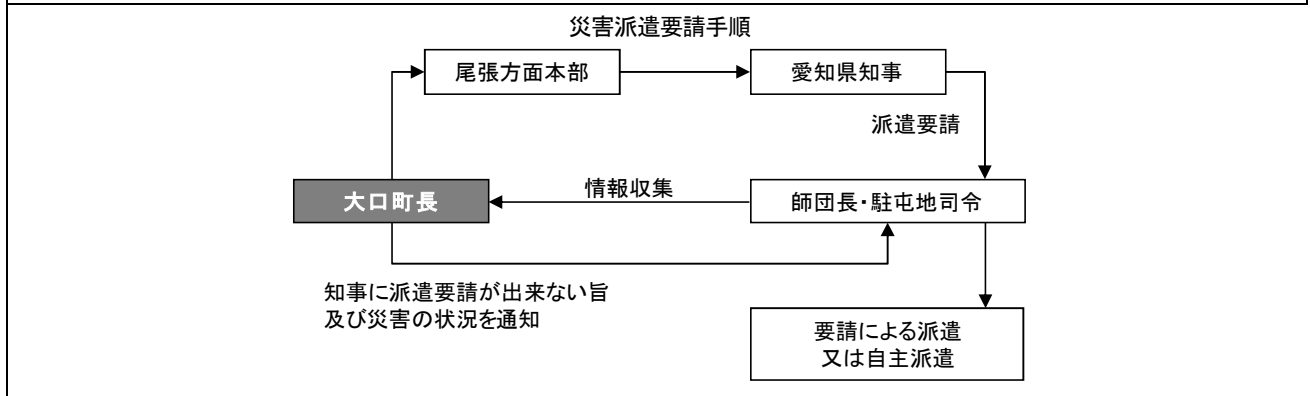 災害派遣要請手順
尾張方面本部
愛知県知事
派遣要請
大口町長
情報収集
師団長・駐屯地司令
知事に派遣要請が出来ない旨
及び災害の状況を通知
要請による派遣
又は自主派遣